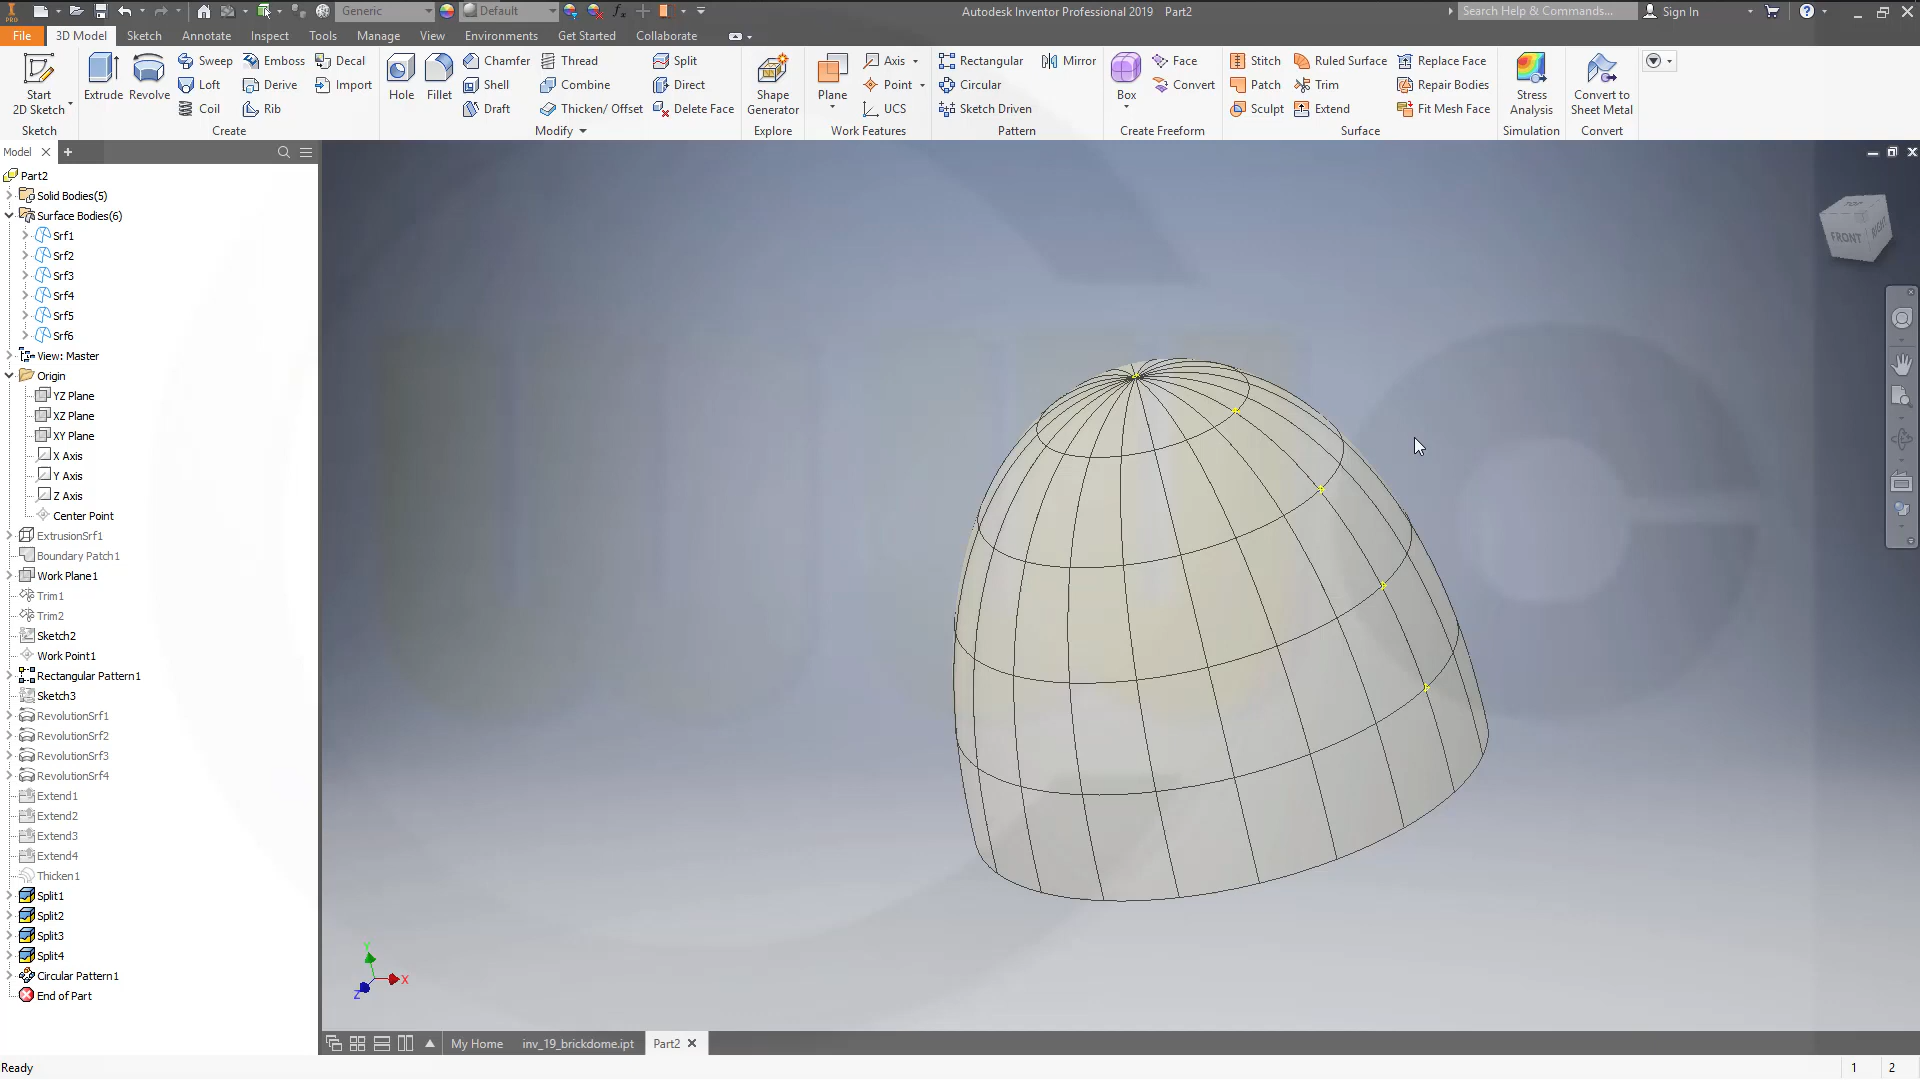 PRO
Generic
Default
fx
Autodesk Inventor Professional 2019 Part2
Search Help & Commands...
Sign In
File
3D Model
Sketch
Annotate
Inspect
Tools
Manage
View
Environments
Get Started
Collaborate
Start
2D Sketch
Sketch
Extrude
Revolve
Sweep
Loft
Coil
Emboss
Derive
Rib
Decal
Import
Create
Hole
Fillet
Chamfer
Shell
Draft
Thread
Combine
Thicken/ Offset
Split
Direct
Delete Face
Modify
Shape
Generator
Explore
Plane
Axis
Point
UCS
Work Features
Rectangular
Circular
Sketch Driven
Mirror
Pattern
Box
Face
Convert
Create Freeform
Stitch
Patch
Sculpt
Ruled Surface
Trim
Extend
Replace Face
Repair Bodies
Fit Mesh Face
Surface
Stress
Analysis
Simulation
Convert to
Sheet Metal
Convert
Model
Part2
Solid Bodies(5)
Surface Bodies(6)
Srf1
Srf2
Srf3
Srf4
Srf5
Srf6
View: Master
Origin
YZ Plane
XZ Plane
XY Plane
X Axis
Y Axis
Z Axis
Center Point
ExtrusionSrf1
Boundary Patch1
Work Plane1
Trim1
Trim2
Sketch2
Work Point1
Rectangular Pattern1
Sketch3
RevolutionSrf1
RevolutionSrf2
RevolutionSrf3
RevolutionSrf4
Extend1
Extend2
Extend3
Extend4
Thicken1
Split1
Split2
Split3
Split4
Circular Pattern1
End of Part
TOP
FRONT
RIGHT
Y
X
Z
My Home
inv_19_brickdome.ipt
Part2
Ready
1
2